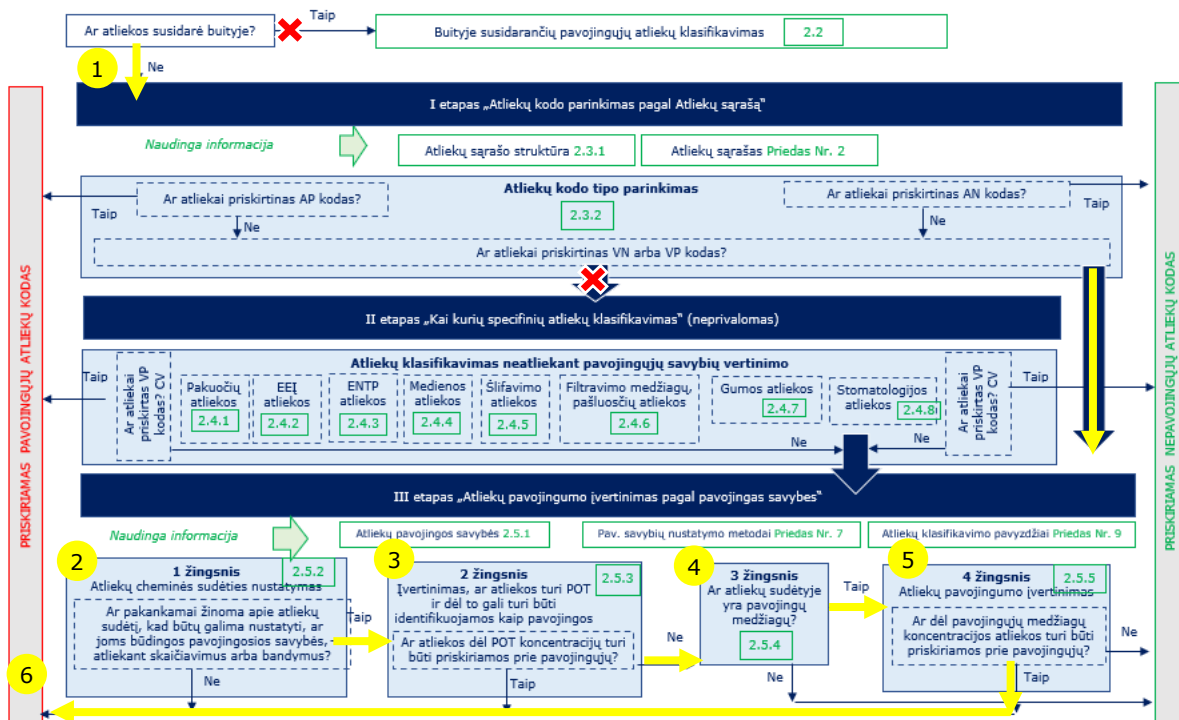 Ar atliekos susidarė buityje?
Taip
Buityje susidarančių pavojingųjų atliekų klasifikavimas
2.2
1
Ne
I etapas „Atliekų kodo parinkimas pagal Atliekų sąrašą“
Naudinga informacija
Atliekų sąrašo struktūra 2.3.1
Atliekų sąrašas Priedas Nr. 2
Atliekų kodo tipo parinkimas
2.3.2
Ar atliekai priskirtinas AP kodas?
Taip
Ne
Ar atliekai priskirtinas AN kodas?
Taip
Ne
Ar atliekai priskirtinas VN arba VP kodas?
PRISKIRIAMAS PAVOJINGŲJŲ ATLIEKŲ KODAS
PRISKIRIAMAS NEPAVOJINGŲJŲ ATLIEKŲ KODAS
II etapas „Kai kurių specifinių atliekų klasifikavimas“ (neprivalomas)
Atliekų klasifikavimas neatliekant pavojingųjų savybių vertinimo
Taip
Ar atliekai
priskirtas VP
kodas? CV
Pakuočių
atliekos
2.4.1
EEĮ
atliekos
2.4.2
ENTP
atliekos
2.4.3
Medienos
atliekos
2.4.4
Šlifavimo
atliekos
2.4.5
Filtravimo medžiagų,
pašluosčių atliekos
2.4.6
Gumos atliekos
2.4.7
Stomatologijos
atliekos
2.4.8
Ar atliekai
priskirtas VP
kodas? CV
Taip
Ne
Ne
III etapas „Atliekų pavojingumo įvertinimas pagal pavojingas savybes“
Naudinga informacija
Atliekų pavojingos savybės 2.5.1
Pav. savybių nustatymo metodai Priedas Nr. 7
Atliekų klasifikavimo pavyzdžiai Priedas Nr. 9
2
1 žingsnis
2.5.2
Atliekų cheminės sudėties nustatymas
Ar pakankamai žinoma apie atliekų
sudėtį, kad būtų galima nustatyti, ar
joms būdingos pavojingosios savybės,
atliekant skaičiavimus arba bandymus?
Taip
Ne
3
2 žingsnis
2.5.3
Įvertinimas, ar atliekos turi POT
ir dėl to gali turi būti
identifikuojamos kaip pavojingos
Ar atliekos dėl POT koncentracijų turi
būti priskiriamos prie pavojingųjų?
Ne
Taip
4
3 žingsnis
Ar atliekų sudėtyje
yra pavojingų
medžiagų?
2.5.4
Taip
Ne
5
4 žingsnis
2.5.5
Atliekų pavojingumo įvertinimas
Ar dėl pavojingųjų medžiagų
koncentracijos atliekos turi būti
priskiriamos prie pavojingųjų?
Ne
Taip
6